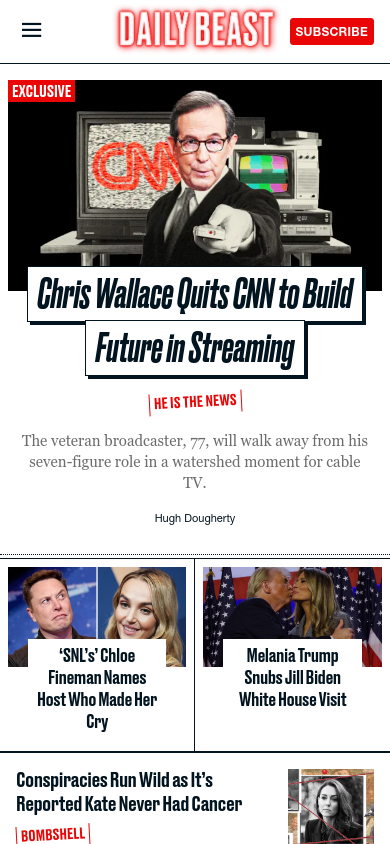 DAILY BEAST
SUBSCRIBE
EXCLUSIVE
CNN
Chris Wallace Quits CNN to Build
Future in Streaming
HE IS THE NEWS
The veteran broadcaster, 77, will walk away from his
seven-figure role in a watershed moment for cable
TV.
Hugh Dougherty
‘SNL’s’ Chloe
Fineman Names
Host Who Made Her
Cry
Melania Trump
Snubs Jill Biden
White House Visit
Conspiracies Run Wild as It’s
Reported Kate Never Had Cancer
BOMBSHELL